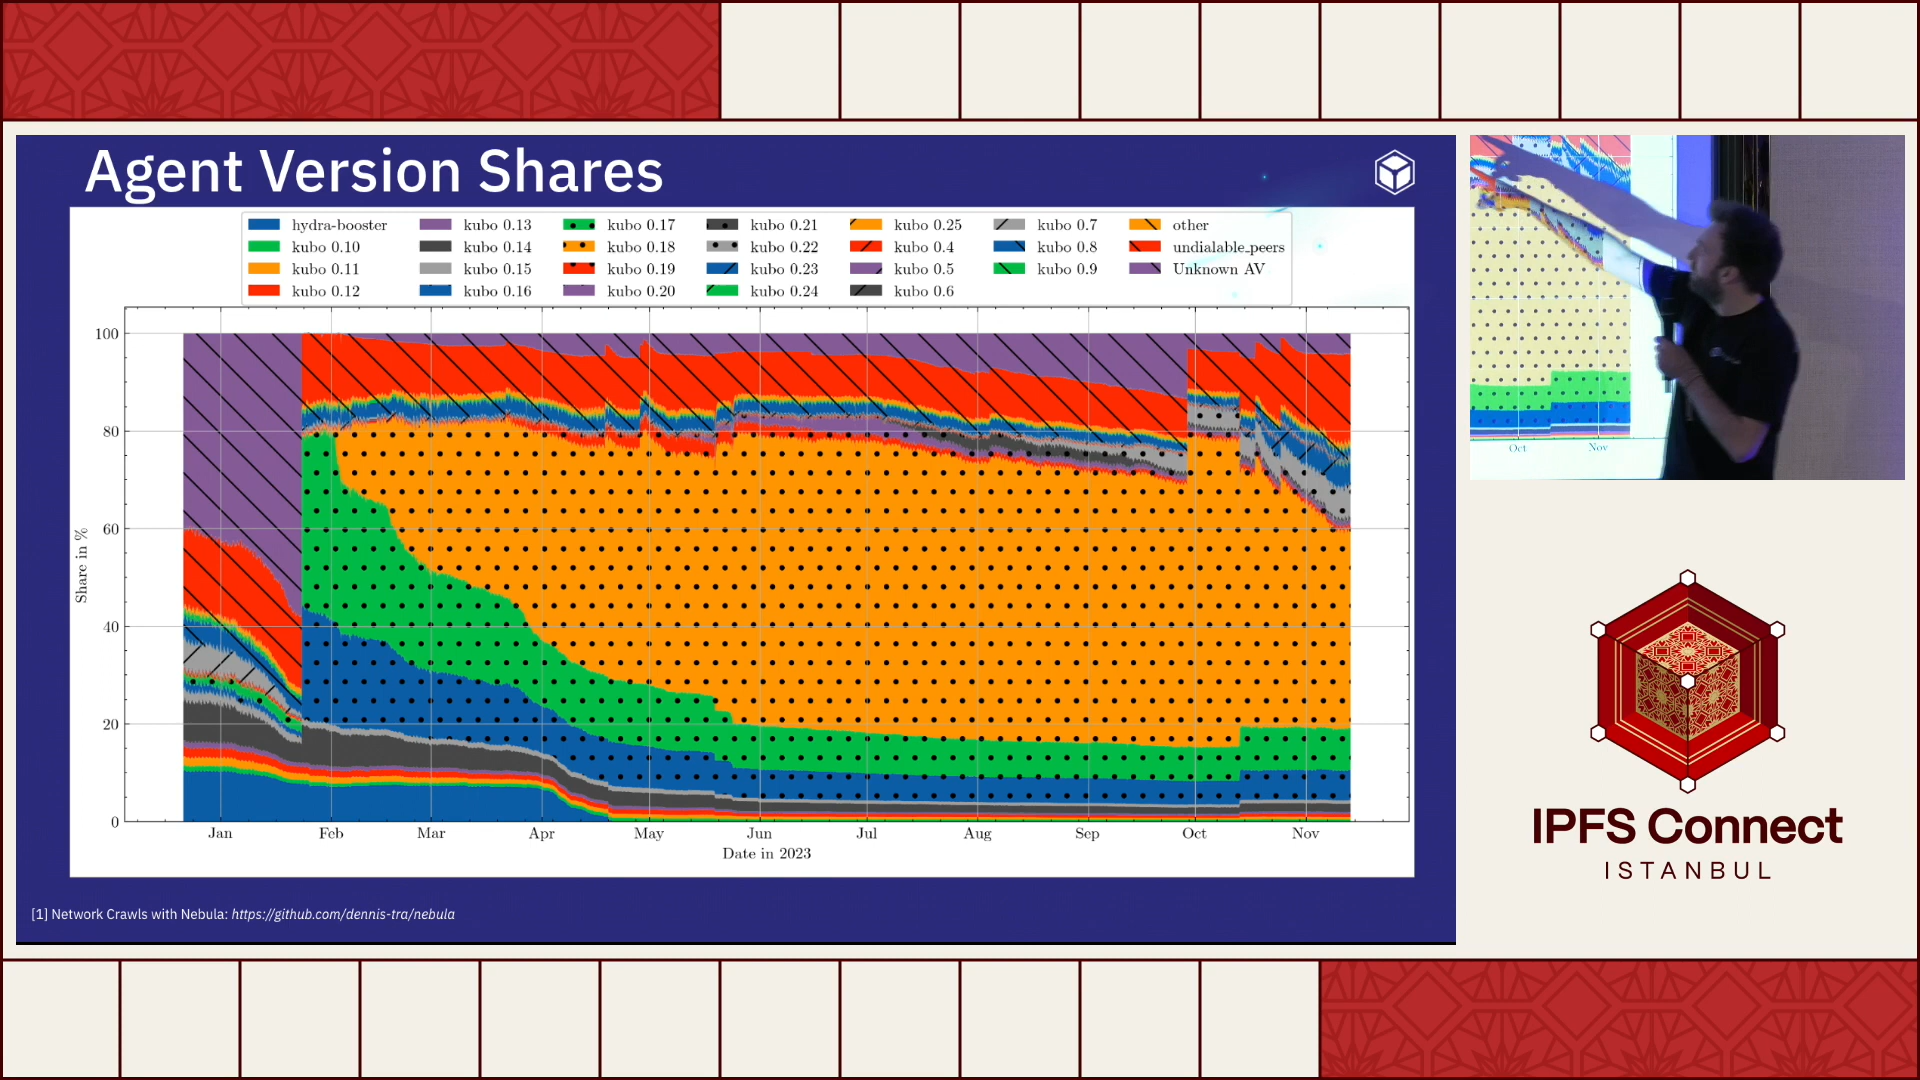 Agent Version Shares
hydra-booster kubo 0.13 kubo 0.17 kubo 0.21 kubo 0.25 kubo 0.7 other
kubo 0.10 kubo 0.14 kubo 0.18 kubo 0.22 kubo 0.4 kubo 0.8 undialable_peers
kubo 0.11 kubo 0.15 kubo 0.19 kubo 0.23 kubo 0.5 kubo 0.9 Unknown AV
kubo 0.12 kubo 0.16 kubo 0.20 kubo 0.24 kubo 0.6
100
80
60
40
20
0
Share in %
Jan Feb Mar Apr May Jun Jul Aug Sep Oct Nov
Date in 2023
[1] Network Crawls with Nebula: https://github.com/dennis-tra/nebula
Oct Nov
IPFS Connect
ISTANBUL